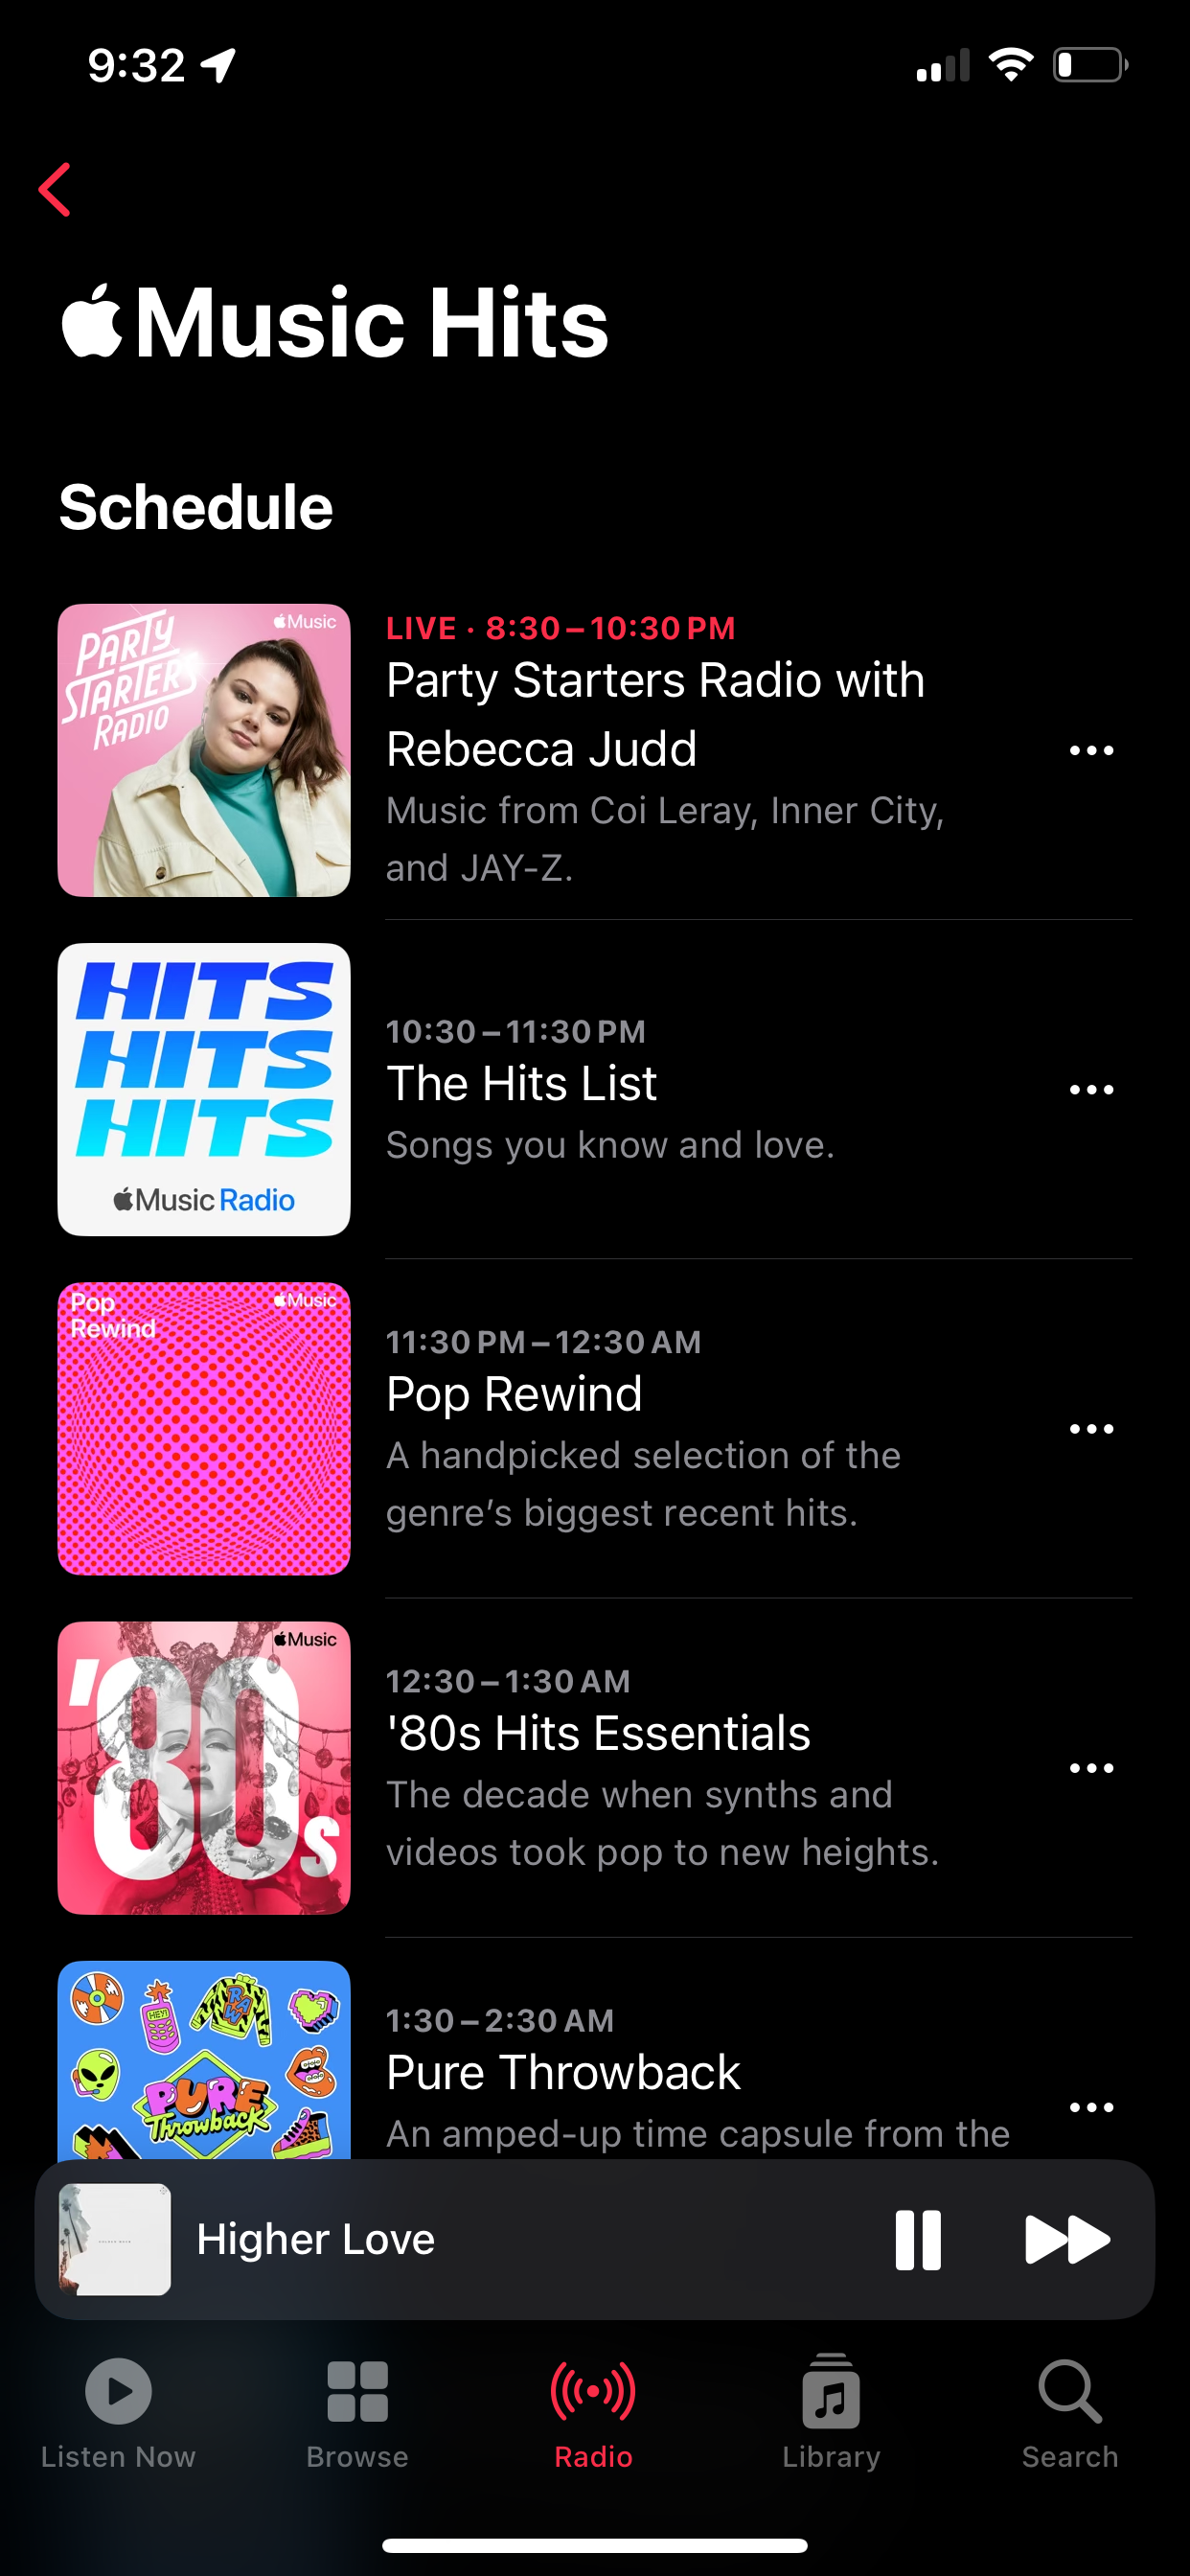 9:32
Music Hits
Schedule
PARTY
STARTERS
RADIO
Music
LIVE · 8:30 – 10:30 PM
Party Starters Radio with
Rebecca Judd
Music from Coi Leray, Inner City,
and JAY-Z.
HITS
HITS
HITS
Music Radio
10:30 – 11:30 PM
The Hits List
Songs you know and love.
Pop
Rewind
Music
11:30 PM – 12:30 AM
Pop Rewind
A handpicked selection of the
genre’s biggest recent hits.
Music
'80s
12:30 – 1:30 AM
'80s Hits Essentials
The decade when synths and
videos took pop to new heights.
HEY!
RAW
PURE
Throwback
1:30 – 2:30 AM
Pure Throwback
An amped-up time capsule from the
Higher Love
Listen Now
Browse
Radio
Library
Search